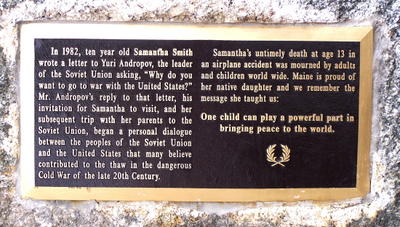 In 1982, ten year old Samantha Smith
wrote a letter to Yuri Andropov, the leader
of the Soviet Union asking, "Why do you
want to go to war with the United States?"
Mr. Andropov's reply to that letter, his
invitation for Samantha to visit, and her
subsequent trip with her parents to the
Soviet Union, began a personal dialogue
between the peoples of the Soviet Union
and the United States that many believe
contributed to the thaw in the dangerous
Cold War of the late 20th Century.
Samantha's untimely death at age 13 in
an airplane accident was mourned by adults
and children world wide. Maine is proud of
her native daughter and we remember the
message she taught us:
One child can play a powerful part in
bringing peace to the world.